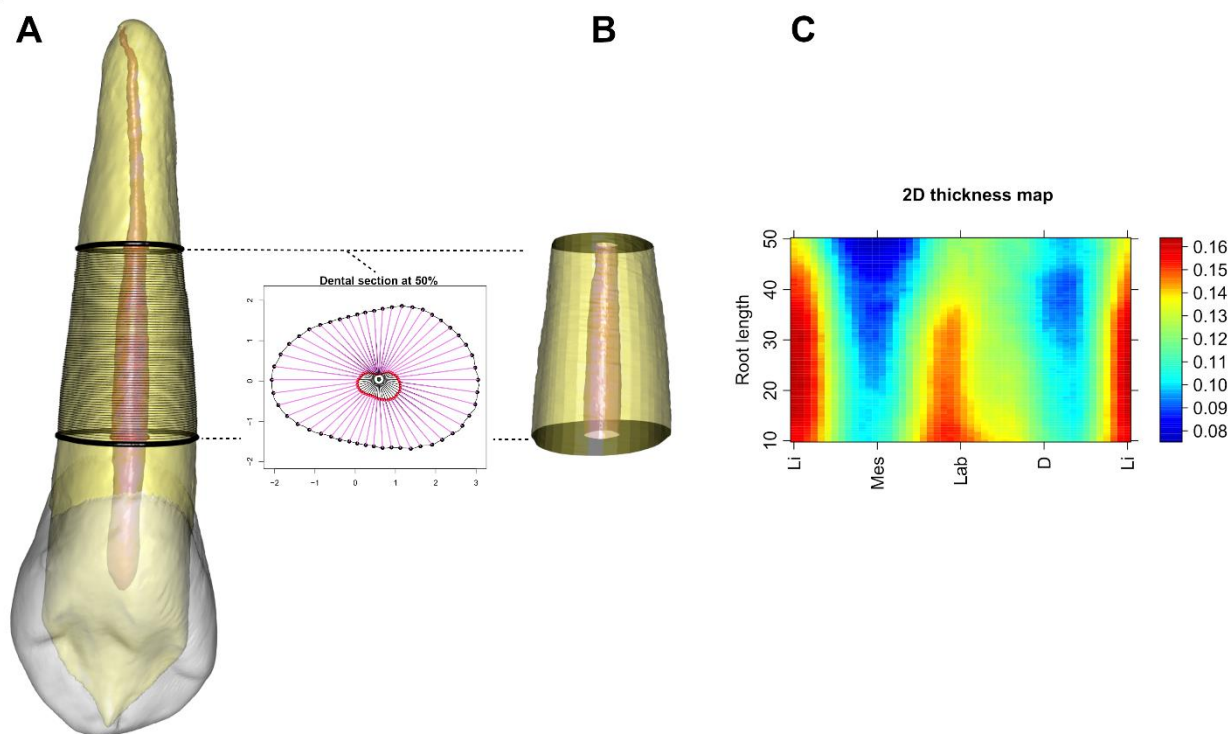 A
B
C
Dental section at 50%
2
1
0
−1
−2
−2
−1
0
1
2
3
2D thickness map
Root length
50
40
30
20
10
Li
Mes
Lab
D
Li
0.16
0.15
0.14
0.13
0.12
0.11
0.10
0.09
0.08